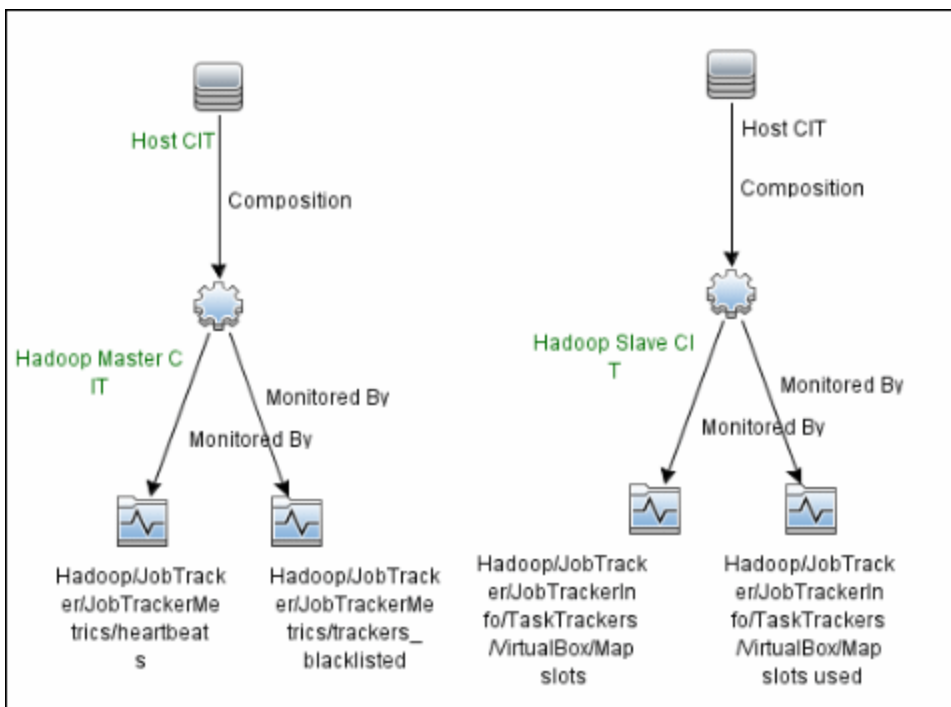 Host CIT
Composition
Hadoop Master C
IT
Monitored By
Monitored By
Hadoop/JobTrack
er/JobTrackerMe
trics/heartbeat
s
Hadoop/JobTrack
er/JobTrackerMe
trics/trackers_
blacklisted
Host CIT
Composition
Hadoop Slave CI
T
Monitored By
Monitored By
Hadoop/JobTrack
er/JobTrackerIn
fo/TaskTrackers
/VirtualBox/Map
slots
Hadoop/JobTrack
er/JobTrackerIn
fo/TaskTrackers
/VirtualBox/Map
slots used